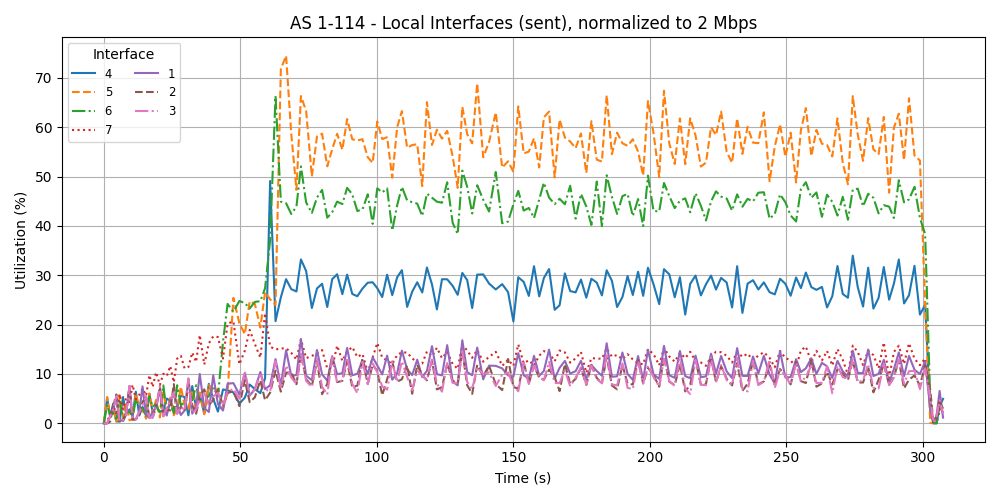 AS 1-114 - Local Interfaces (sent), normalized to 2 Mbps
Utilization (%)
70
60
50
40
30
20
10
0
Interface
4 1
5 2
6 3
7
0 50 100 150 200 250 300
Time (s)